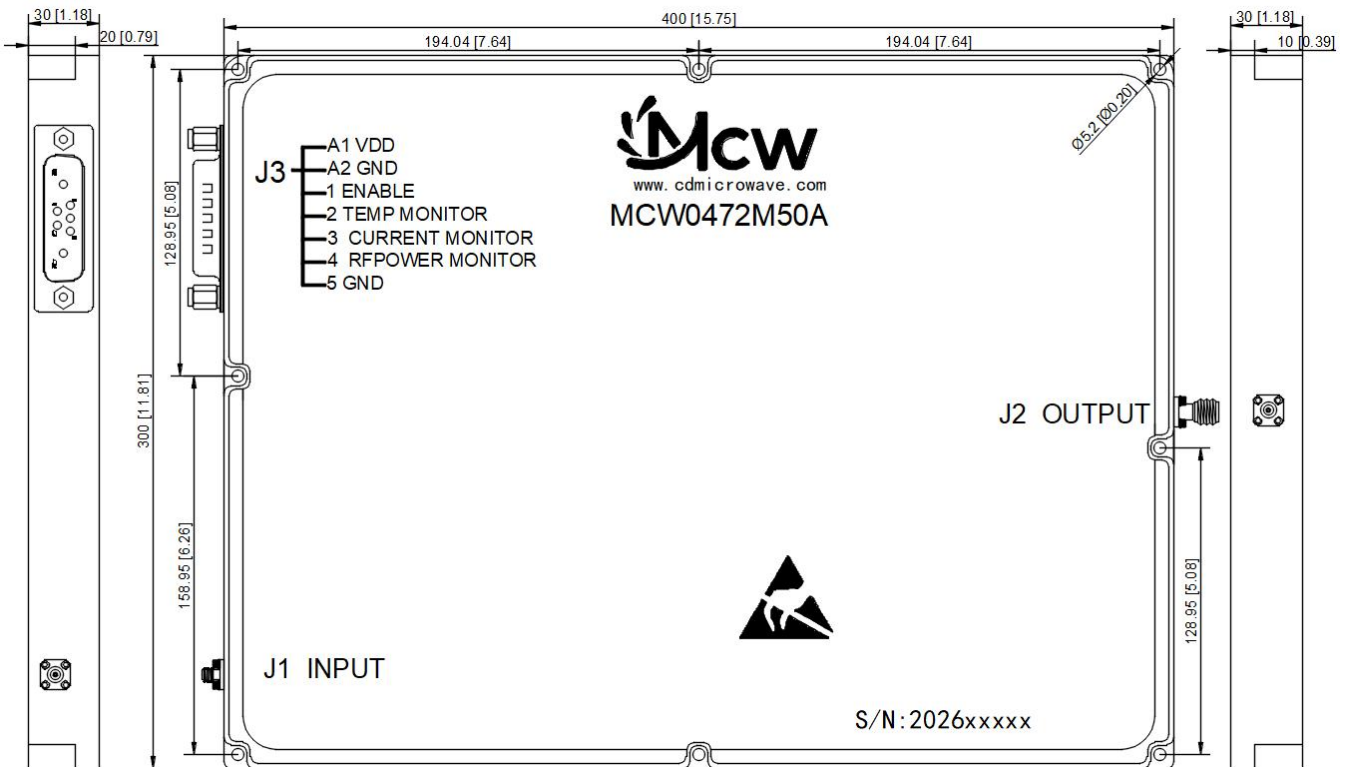 30 [1.18]
20 [0.79]
400 [15.75]
194.04 [7.64]
194.04 [7.64]
30 [1.18]
10 [0.39]
Ø5.2 [Ø0.20]
128.95 [5.08]
300 [11.81]
158.95 [6.26]
128.95 [5.08]
J3
A1 VDD
A2 GND
1 ENABLE
2 TEMP MONITOR
3 CURRENT MONITOR
4 RFPOWER MONITOR
5 GND
MCW
www.cdmicrowave.com
MCW0472M50A
J2 OUTPUT
J1 INPUT
S/N:2026xxxxx